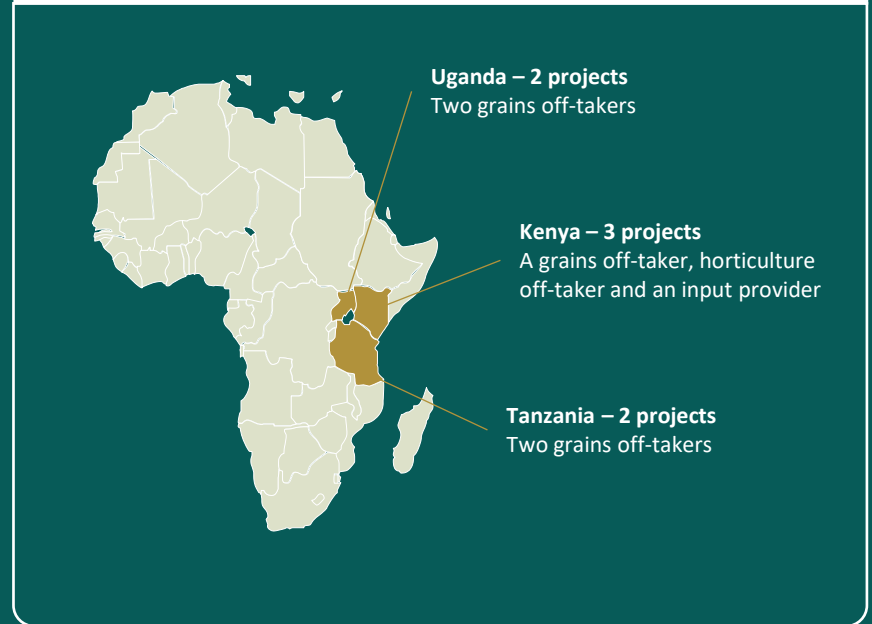 Uganda – 2 projects
Two grains off-takers
Kenya – 3 projects
A grains off-taker, horticulture
off-taker and an input provider
Tanzania – 2 projects
Two grains off-takers